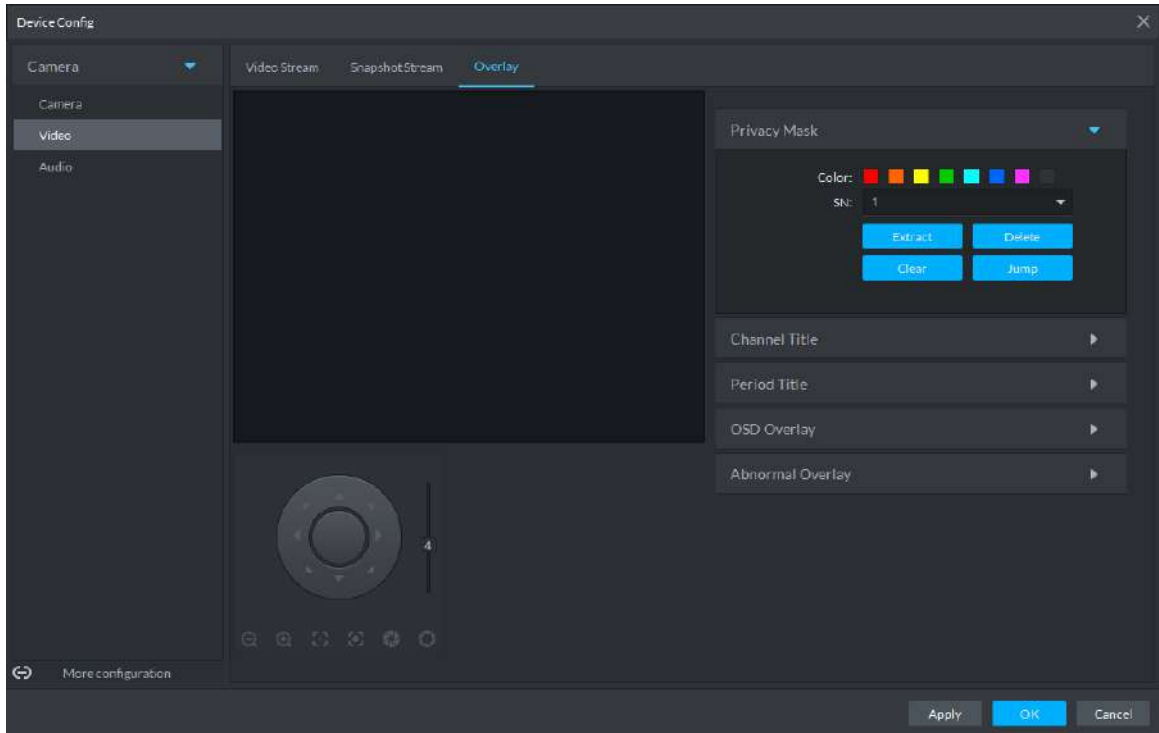 Device Config
Camera
Video Stream Snapshot Stream Overlay
Camera
Video
Audio
Privacy Mask
Color:
SN: 1
Extract Delete
Clear Jump
Channel Title
Period Title
OSD Overlay
Abnormal Overlay
4
More configuration
Apply OK Cancel